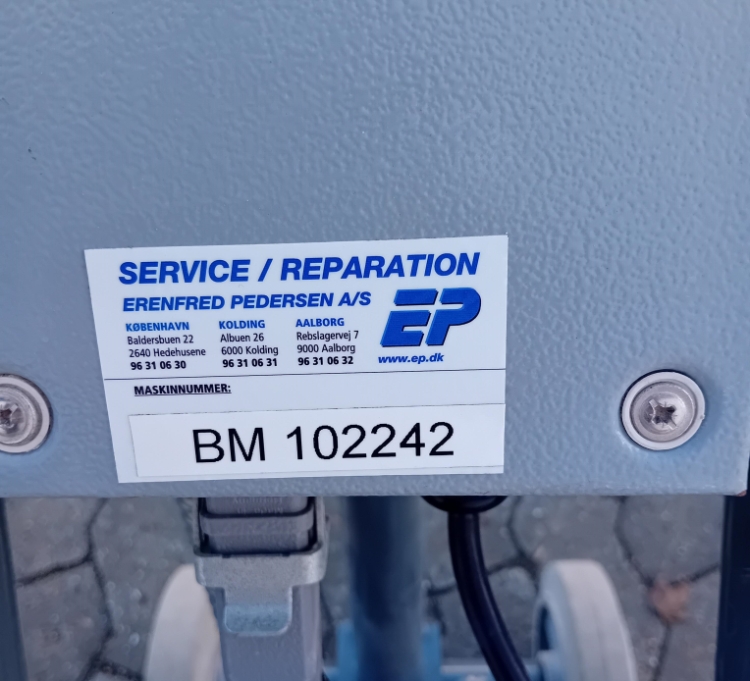 SERVICE / REPARATION
ERENFRED PEDERSEN A/S
EP
KØBENHAVN
Baldersbuen 22
2640 Hedehusene
96 31 06 30
KOLDING
Albuen 26
6000 Kolding
96 31 06 31
AALBORG
Rebslagervej 7
9000 Aalborg
96 31 06 32
www.ep.dk
MASKINNUMMER:
BM 102242